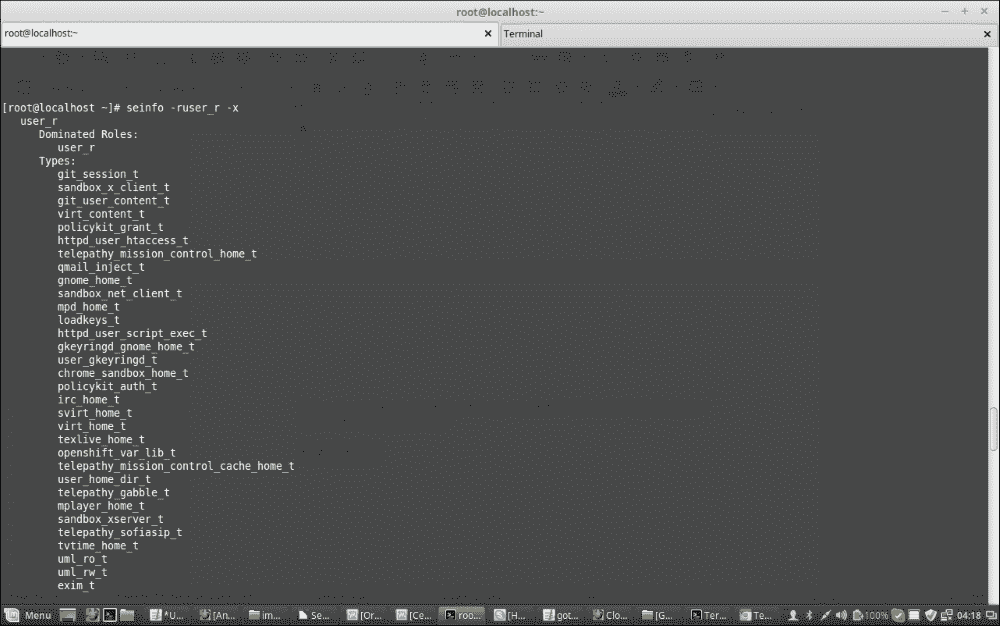 root@localhost:~
root@localhost:~ × Terminal ×
[root@localhost ~]# seinfo -ruser_r -x
user_r
Dominated Roles:
user_r
Types:
git_session_t
sandbox_x_client_t
git_user_content_t
virt_content_t
policykit_grant_t
httpd_user_htaccess_t
telepathy_mission_control_home_t
qmail_inject_t
gnome_home_t
sandbox_net_client_t
mpd_home_t
loadkeys_t
httpd_user_script_exec_t
gkeyringd_gnome_home_t
user_gkeyringd_t
chrome_sandbox_home_t
policykit_auth_t
irc_home_t
svirt_home_t
virt_home_t
texlive_home_t
openshift_var_lib_t
telepathy_mission_control_cache_home_t
user_home_dir_t
telepathy_gabble_t
mplayer_home_t
sandbox_xserver_t
telepathy_sofiasip_t
tvtime_home_t
uml_ro_t
uml_rw_t
exim_t
Menu *U... [An... im... Se... [Or... [Ce... roo... [H... got... Clo... [G... Ter... Te... 100% 04:18